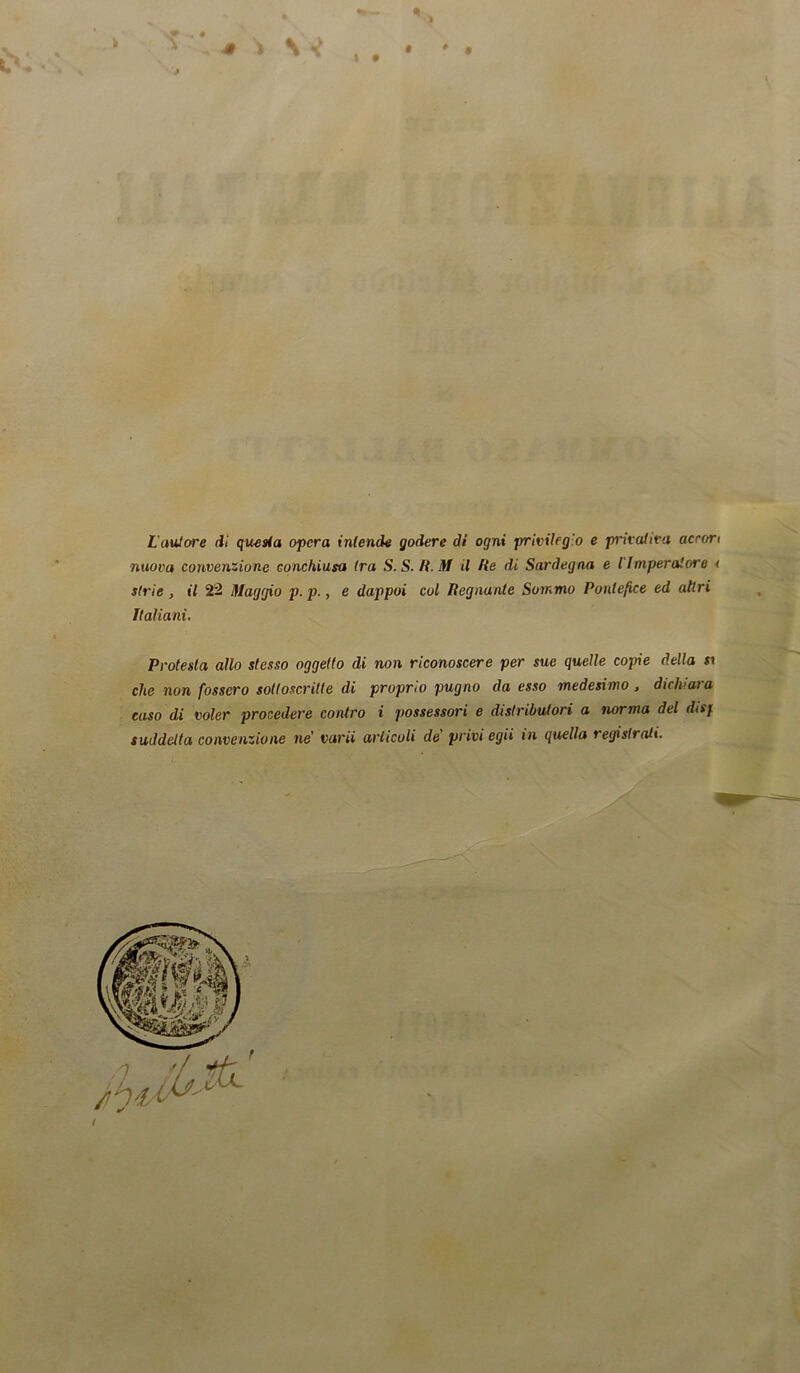 L'autore di questa opera intende godere di ogni privilegio e privativa accor
nuova convenzione conchiusa tra S. S. R. M il Re di Sardegna e l'Imperatore
strie, il 22 Maggio p. p., e dappoi col Regnante Sommo Pontefice ed altri
Italiani.
Protesta allo stesso oggetto di non riconoscere per sue quelle copie della s
che non fossero sottoscritte di proprio pugno da esso medesimo, dichiara
caso di voler procedere contro i possessori e distributori a norma del disp
suddetta convenzione ne' varii articoli de' privi egii in quella registrati.